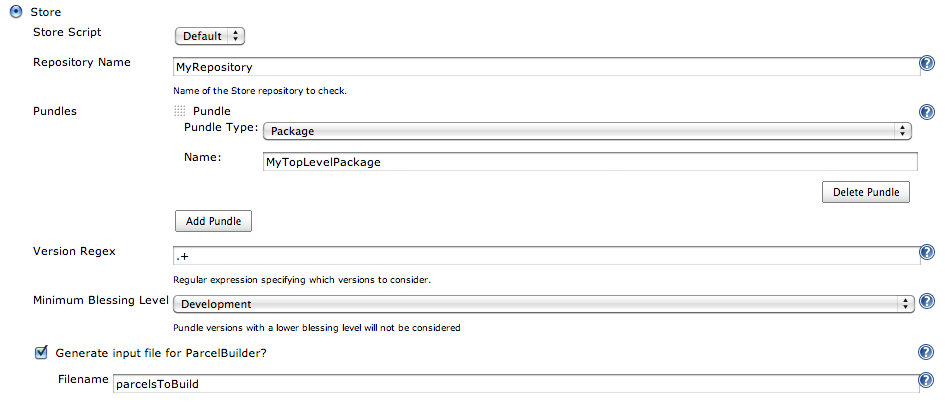 Store
Store Script Default
Repository Name MyRepository ?
Name of the Store repository to check.
Pundles Pundle ?
Pundle Type: Package
Name: MyTopLevelPackage
Delete Pundle
Add Pundle
Version Regex .+ ?
Regular expression specifying which versions to consider.
Minimum Blessing Level Development ?
Pundle versions with a lower blessing level will not be considered
Generate input file for ParcelBuilder? ?
Filename parcelsToBuild ?